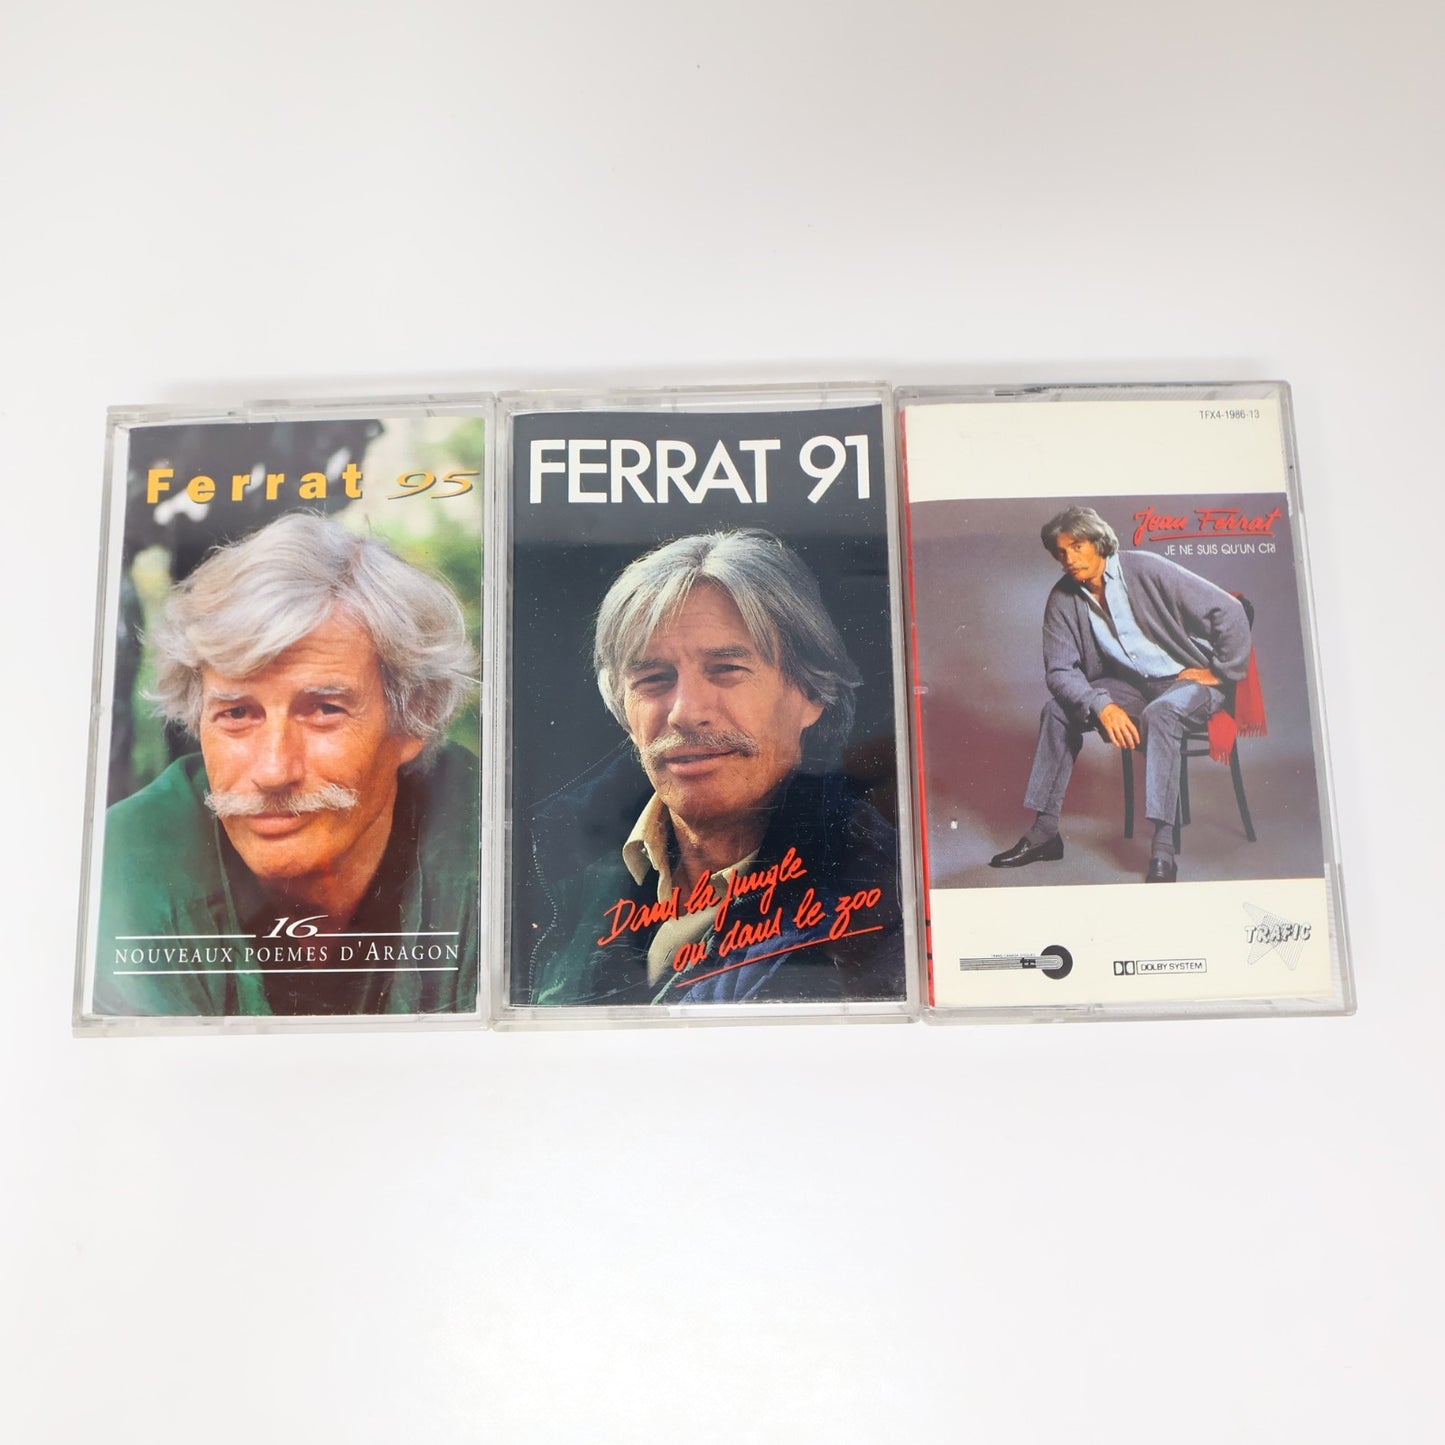 Ferrat 95
16
NOUVEAUX POEMES D'ARAGON
FERRAT 91
Dans la jungle
ou dans le zoo
TFX4-1986-13
Jean Ferrat
JE NE SUIS QU'UN CRI
TRAFIC
DOLBY SYSTEM